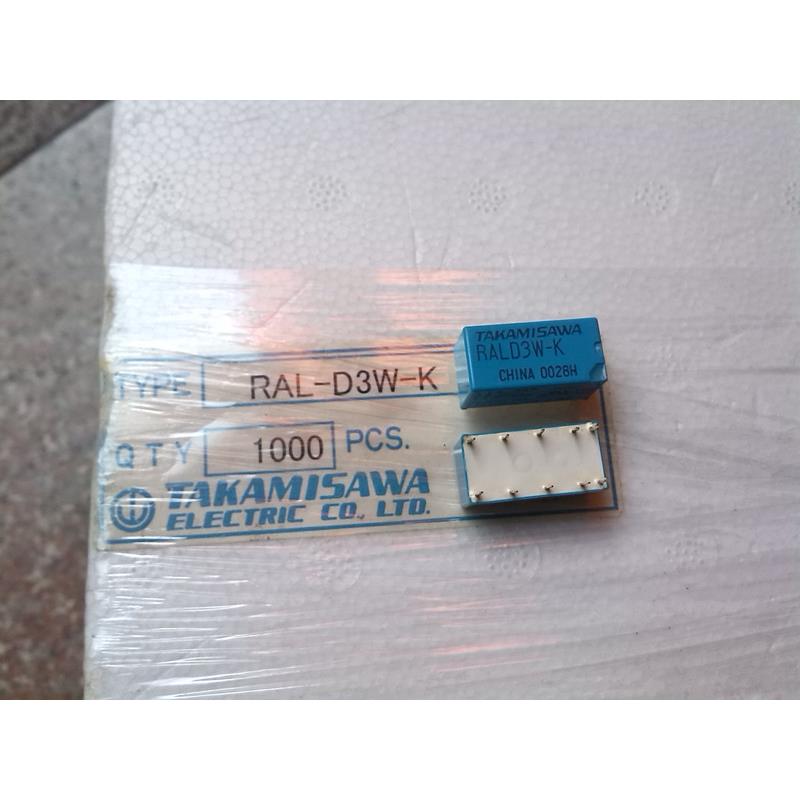 TYPE RAL-D3W-K
QTY 1000 PCS.
TAKAMISAWA
ELECTRIC CO., LTD.
TAKAMISAWA
RALD3W-K
CHINA 0028H